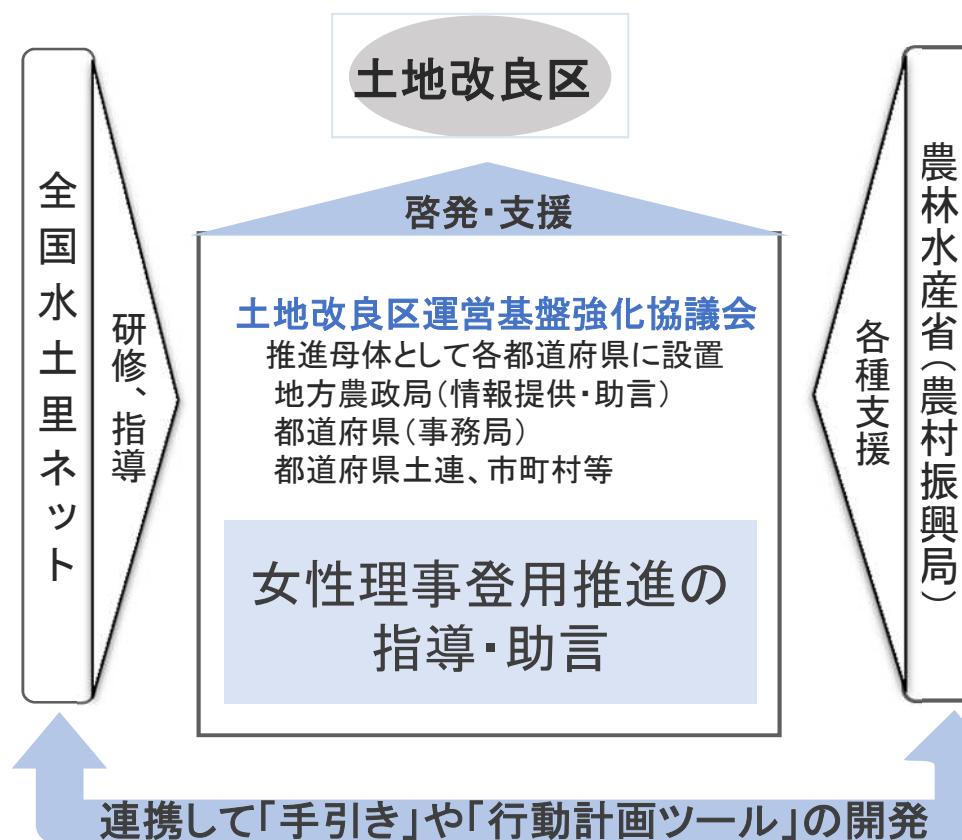 土地改良区
啓発・支援
全国水土里ネット
研修、指導
土地改良区運営基盤強化協議会
推進母体として各都道府県に設置
地方農政局（情報提供・助言）
都道府県（事務局）
都道府県土連、市町村等
女性理事登用推進の
指導・助言
各種支援
農林水産省（農村振興局）
連携して「手引き」や「行動計画ツール」の開発